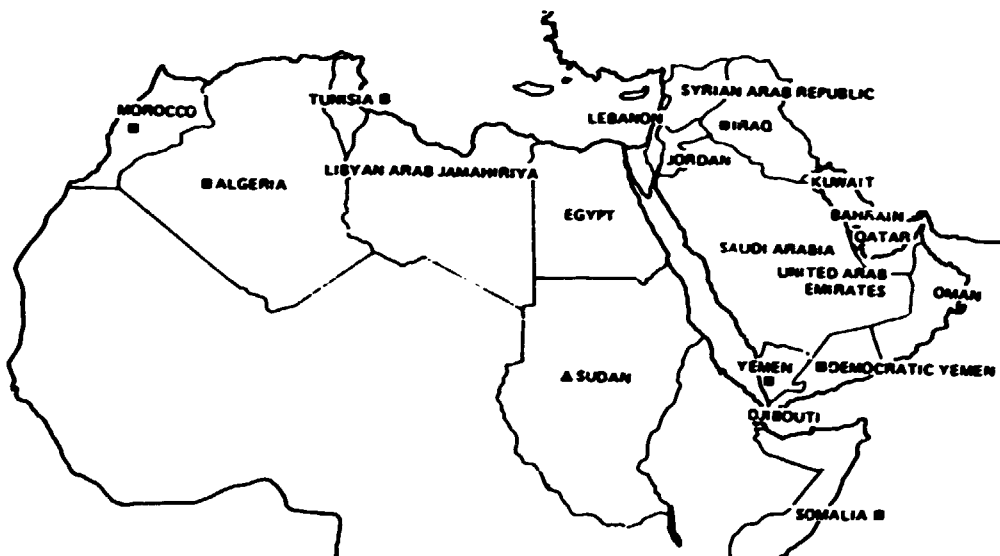 MOROCCO
TUNISIA
ALGERIA
LIBYAN ARAB JAMAHIRIYA
EGYPT
SUDAN
LEBANON
SYRIAN ARAB REPUBLIC
IRAQ
JORDAN
KUWAIT
BAHRAIN
QATAR
SAUDI ARABIA
UNITED ARAB
EMIRATES
OMAN
YEMEN
DEMOCRATIC YEMEN
DJIBOUTI
SOMALIA